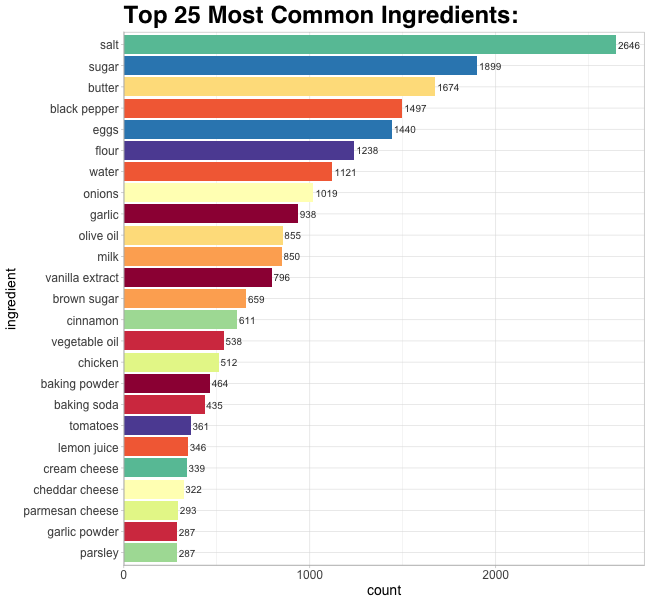 Top 25 Most Common Ingredients:
salt 2646
sugar 1899
butter 1674
black pepper 1497
eggs 1440
flour 1238
water 1121
onions 1019
garlic 938
olive oil 855
milk 850
vanilla extract 796
brown sugar 659
cinnamon 611
vegetable oil 538
chicken 512
baking powder 464
baking soda 435
tomatoes 361
lemon juice 346
cream cheese 339
cheddar cheese 322
parmesan cheese 293
garlic powder 287
parsley 287
0 1000 2000
count
ingredient